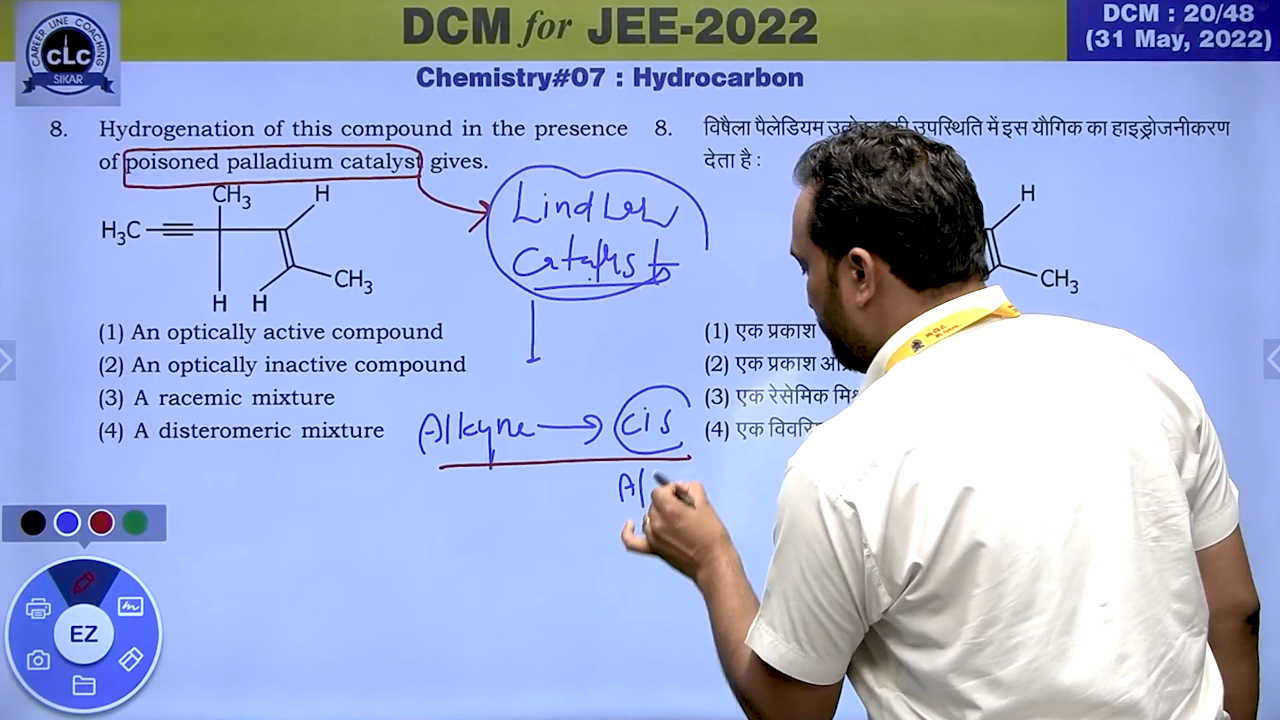 DCM for JEE-2022
DCM : 20/48
(31 May, 2022)
CAREER LINE COACHING
CLC
SIKAR
Chemistry#07 : Hydrocarbon
8. Hydrogenation of this compound in the presence
of poisoned palladium catalyst gives.
CH₃ H
H₃C
CH₃
H H
(1) An optically active compound
(2) An optically inactive compound
(3) A racemic mixture
(4) A disteromeric mixture
Lindlar
Catalyst
Alkyne → cis
Al
8. विषैला पैलेडियम की उपस्थिति में इस यौगिक का हाइड्रोजनीकरण
देता है :
H
CH₃
(1) एक प्रकाश
(2) एक प्रकाश
(3) एक रेसेमिक
(4) एक
EZ